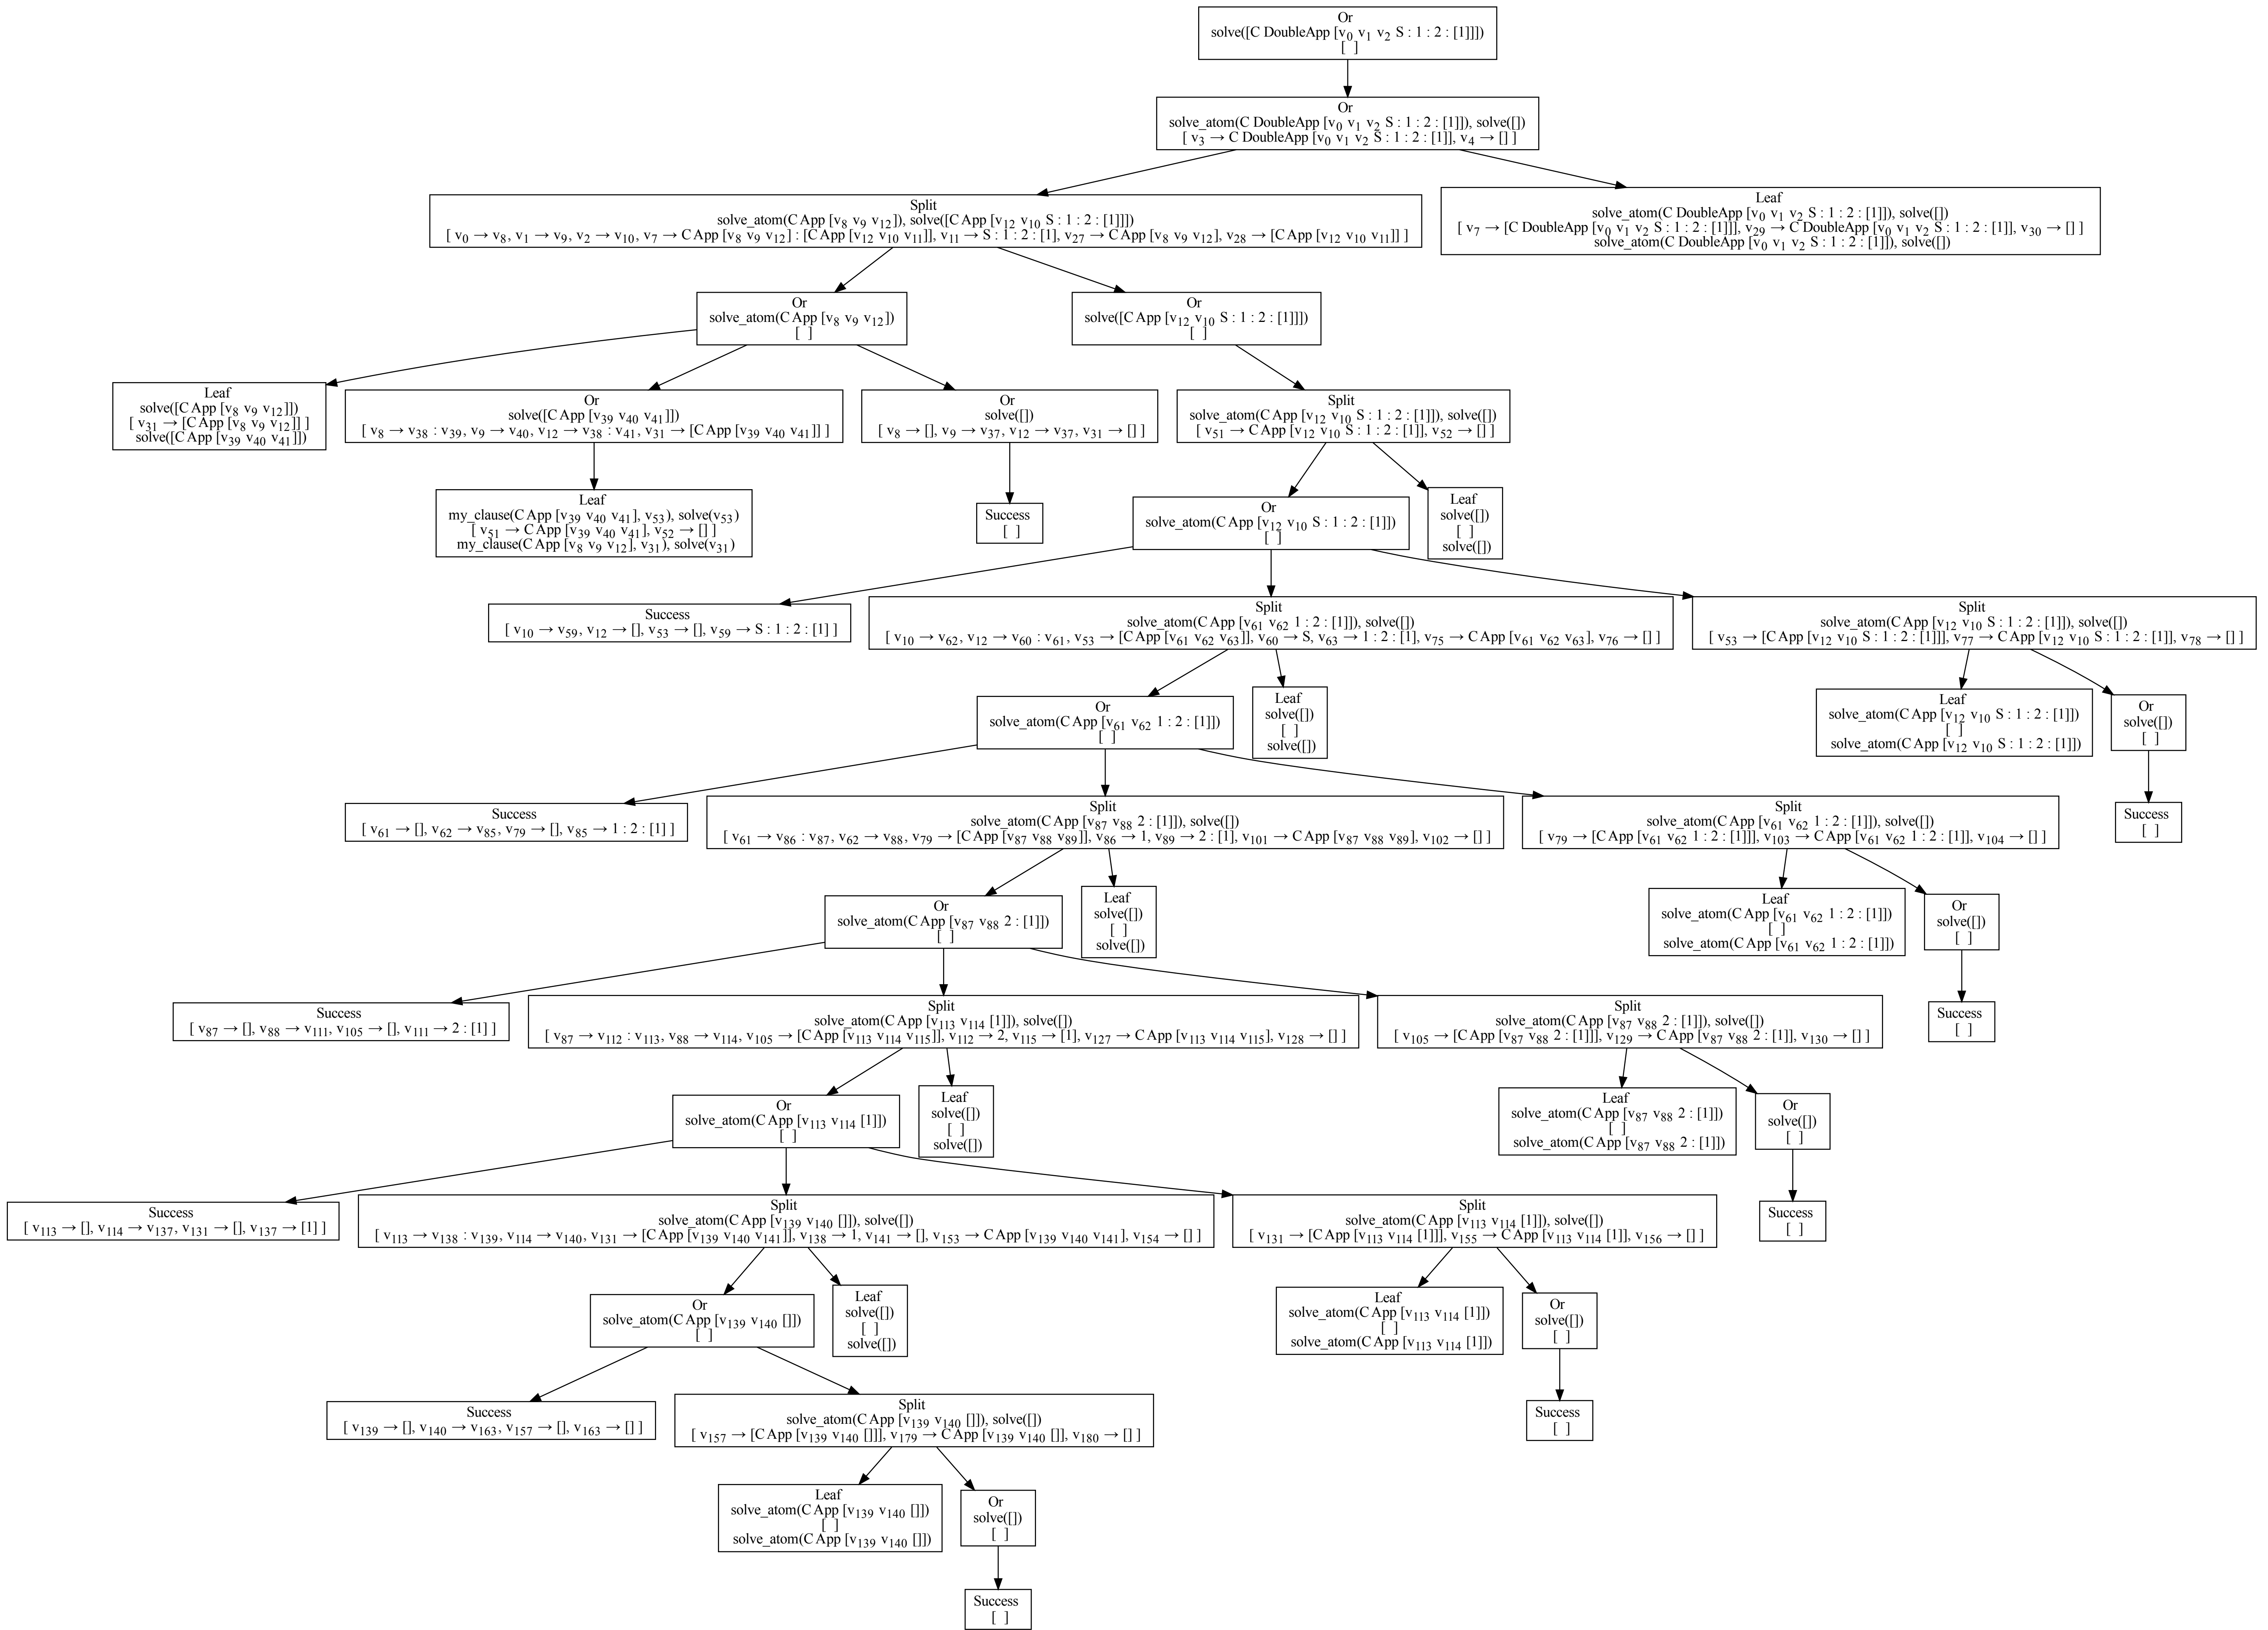 Or
solve([C DoubleApp [v0 v1 v2 S : 1 : 2 : [1]]])
[ ]
Or
solve_atom(C DoubleApp [v0 v1 v2 S : 1 : 2 : [1]]), solve([])
[ v3 → C DoubleApp [v0 v1 v2 S : 1 : 2 : [1]], v4 → [] ]
Split
solve_atom(C App [v8 v9 v12]), solve([C App [v12 v10 S : 1 : 2 : [1]]])
[ v0 → v8, v1 → v9, v2 → v10, v7 → C App [v8 v9 v12] : [C App [v12 v10 v11]], v11 → S : 1 : 2 : [1], v27 → C App [v8 v9 v12], v28 → [C App [v12 v10 v11]] ]
Leaf
solve_atom(C DoubleApp [v0 v1 v2 S : 1 : 2 : [1]]), solve([])
[ v7 → [C DoubleApp [v0 v1 v2 S : 1 : 2 : [1]]], v29 → C DoubleApp [v0 v1 v2 S : 1 : 2 : [1]], v30 → [] ]
solve_atom(C DoubleApp [v0 v1 v2 S : 1 : 2 : [1]]), solve([])
Or
solve_atom(C App [v8 v9 v12])
[ ]
Or
solve([C App [v12 v10 S : 1 : 2 : [1]]])
[ ]
Leaf
solve([C App [v8 v9 v12]])
[ v31 → [C App [v8 v9 v12]] ]
solve([C App [v39 v40 v41]])
Or
solve([C App [v39 v40 v41]])
[ v8 → v38 : v39, v9 → v40, v12 → v38 : v41, v31 → [C App [v39 v40 v41]] ]
Or
solve([])
[ v8 → [], v9 → v37, v12 → v37, v31 → [] ]
Split
solve_atom(C App [v12 v10 S : 1 : 2 : [1]]), solve([])
[ v51 → C App [v12 v10 S : 1 : 2 : [1]], v52 → [] ]
Leaf
my_clause(C App [v39 v40 v41], v53), solve(v53)
[ v51 → C App [v39 v40 v41], v52 → [] ]
my_clause(C App [v8 v9 v12], v31), solve(v31)
Success
[ ]
Or
solve_atom(C App [v12 v10 S : 1 : 2 : [1]])
[ ]
Leaf
solve([])
[ ]
solve([])
Success
[ v10 → v59, v12 → [], v53 → [], v59 → S : 1 : 2 : [1] ]
Split
solve_atom(C App [v61 v62 1 : 2 : [1]]), solve([])
[ v10 → v62, v12 → v60 : v61, v53 → [C App [v61 v62 v63]], v60 → S, v63 → 1 : 2 : [1], v75 → C App [v61 v62 v63], v76 → [] ]
Split
solve_atom(C App [v12 v10 S : 1 : 2 : [1]]), solve([])
[ v53 → [C App [v12 v10 S : 1 : 2 : [1]]], v77 → C App [v12 v10 S : 1 : 2 : [1]], v78 → [] ]
Or
solve_atom(C App [v61 v62 1 : 2 : [1]])
[ ]
Leaf
solve([])
[ ]
solve([])
Leaf
solve_atom(C App [v12 v10 S : 1 : 2 : [1]])
[ ]
solve_atom(C App [v12 v10 S : 1 : 2 : [1]])
Or
solve([])
[ ]
Success
[ v61 → [], v62 → v85, v79 → [], v85 → 1 : 2 : [1] ]
Split
solve_atom(C App [v87 v88 2 : [1]]), solve([])
[ v61 → v86 : v87, v62 → v88, v79 → [C App [v87 v88 v89]], v86 → 1, v89 → 2 : [1], v101 → C App [v87 v88 v89], v102 → [] ]
Split
solve_atom(C App [v61 v62 1 : 2 : [1]]), solve([])
[ v79 → [C App [v61 v62 1 : 2 : [1]]], v103 → C App [v61 v62 1 : 2 : [1]], v104 → [] ]
Success
[ ]
Or
solve_atom(C App [v87 v88 2 : [1]])
[ ]
Leaf
solve([])
[ ]
solve([])
Leaf
solve_atom(C App [v61 v62 1 : 2 : [1]])
[ ]
solve_atom(C App [v61 v62 1 : 2 : [1]])
Or
solve([])
[ ]
Success
[ v87 → [], v88 → v111, v105 → [], v111 → 2 : [1] ]
Split
solve_atom(C App [v113 v114 [1]]), solve([])
[ v87 → v112 : v113, v88 → v114, v105 → [C App [v113 v114 v115]], v112 → 2, v115 → [1], v127 → C App [v113 v114 v115], v128 → [] ]
Split
solve_atom(C App [v87 v88 2 : [1]]), solve([])
[ v105 → [C App [v87 v88 2 : [1]]], v129 → C App [v87 v88 2 : [1]], v130 → [] ]
Success
[ ]
Or
solve_atom(C App [v113 v114 [1]])
[ ]
Leaf
solve([])
[ ]
solve([])
Leaf
solve_atom(C App [v87 v88 2 : [1]])
[ ]
solve_atom(C App [v87 v88 2 : [1]])
Or
solve([])
[ ]
Success
[ v113 → [], v114 → v137, v131 → [], v137 → [1] ]
Split
solve_atom(C App [v139 v140 []]), solve([])
[ v113 → v138 : v139, v114 → v140, v131 → [C App [v139 v140 v141]], v138 → 1, v141 → [], v153 → C App [v139 v140 v141], v154 → [] ]
Split
solve_atom(C App [v113 v114 [1]]), solve([])
[ v131 → [C App [v113 v114 [1]]], v155 → C App [v113 v114 [1]], v156 → [] ]
Success
[ ]
Or
solve_atom(C App [v139 v140 []])
[ ]
Leaf
solve([])
[ ]
solve([])
Leaf
solve_atom(C App [v113 v114 [1]])
[ ]
solve_atom(C App [v113 v114 [1]])
Or
solve([])
[ ]
Success
[ v139 → [], v140 → v163, v157 → [], v163 → [] ]
Split
solve_atom(C App [v139 v140 []]), solve([])
[ v157 → [C App [v139 v140 []]], v179 → C App [v139 v140 []], v180 → [] ]
Success
[ ]
Leaf
solve_atom(C App [v139 v140 []])
[ ]
solve_atom(C App [v139 v140 []])
Or
solve([])
[ ]
Success
[ ]